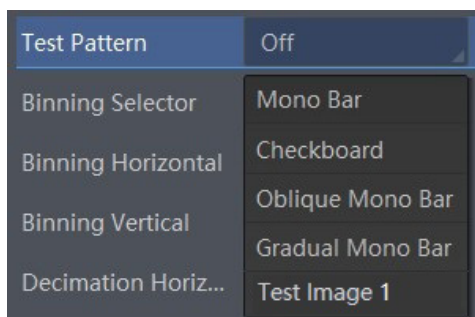 Test Pattern Off
Binning Selector Mono Bar
Binning Horizontal Checkboard
Binning Vertical Oblique Mono Bar
Gradual Mono Bar
Decimation Horiz... Test Image 1